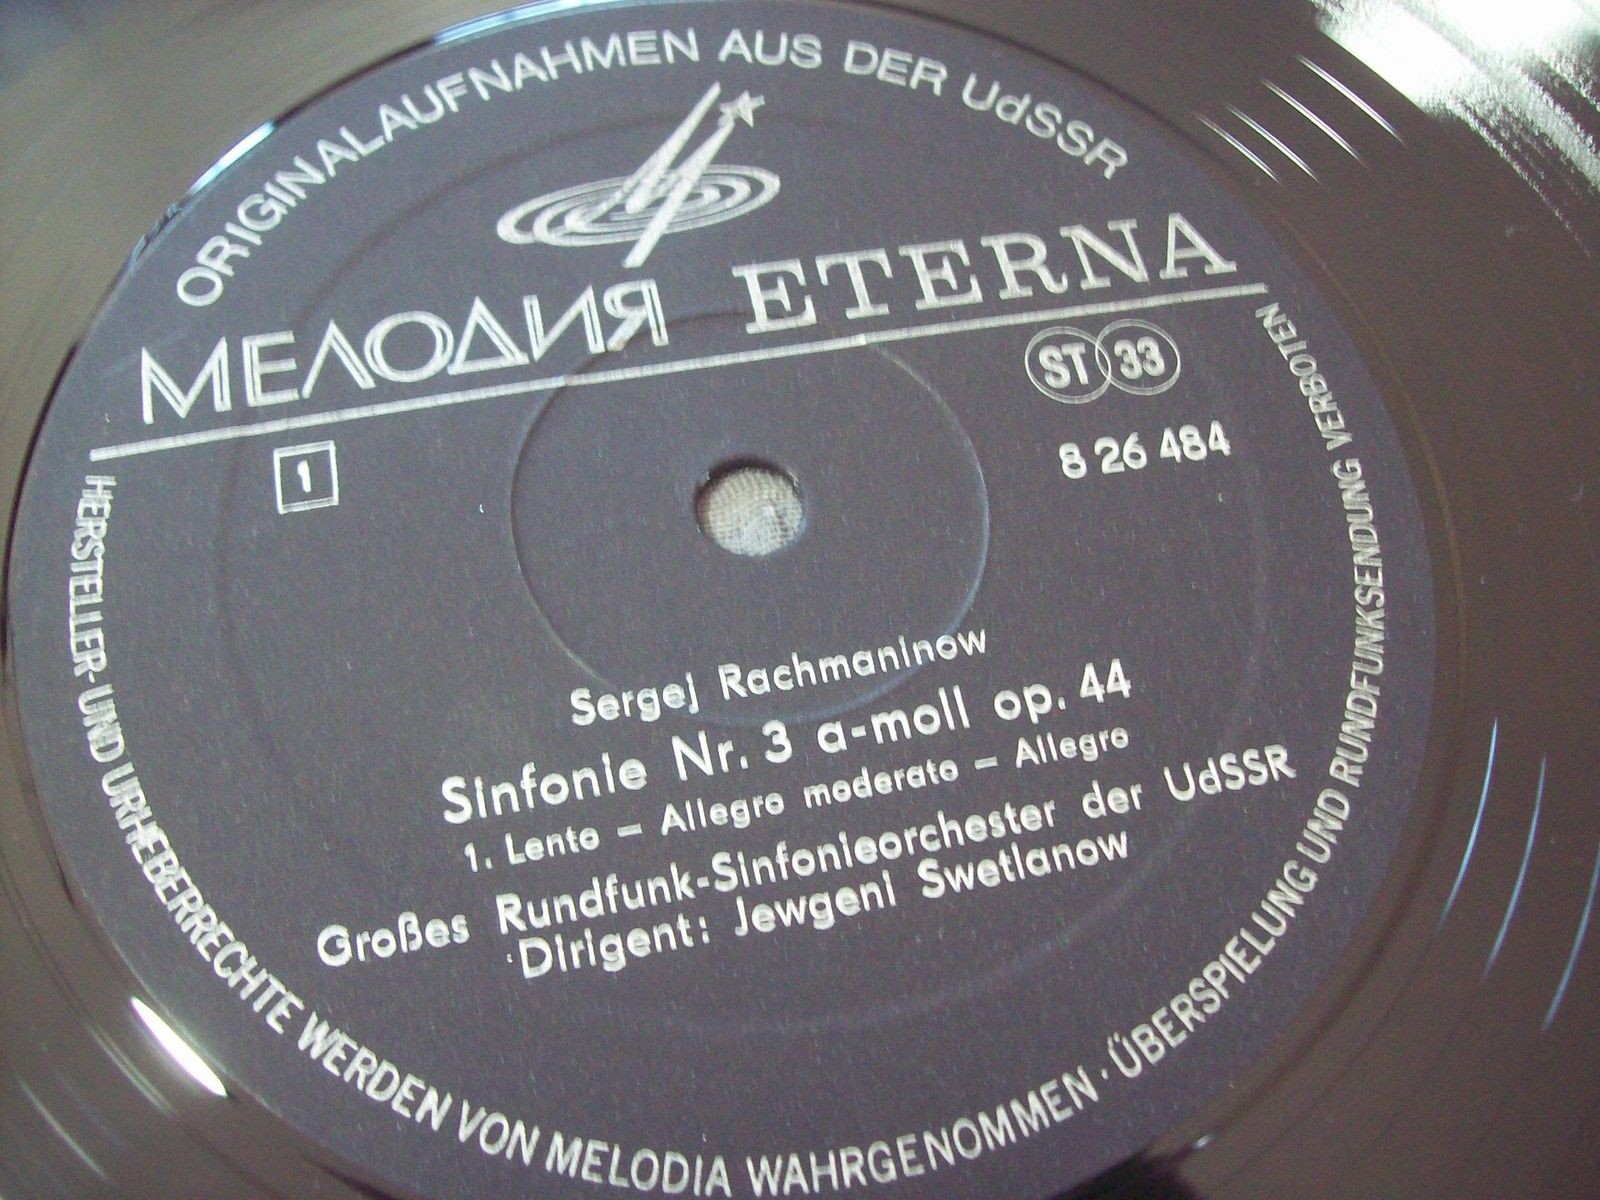 ORIGINALAUFNAHMEN AUS DER UdSSR
МЕЛОДИЯ ETERNA
ST 33
1
8 26 484
Sergej Rachmaninow
Sinfonie Nr. 3 a-moll op. 44
1. Lento – Allegro moderato – Allegro
Großes Rundfunk-Sinfonieorchester der UdSSR
Dirigent: Jewgeni Swetlanow
HERSTELLER- UND URHEBERRECHTE WERDEN VON MELODIA WAHRGENOMMEN · ÜBERSPIELUNG UND RUNDFUNKSENDUNG VERBOTEN